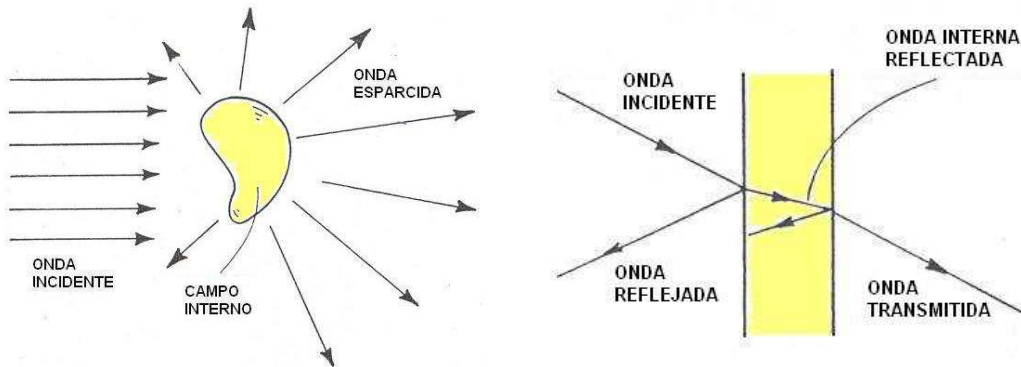 ONDA
ESPARCIDA
ONDA
INCIDENTE
CAMPO
INTERNO
ONDA INTERNA
REFLECTADA
ONDA
INCIDENTE
ONDA
REFLEJADA
ONDA
TRANSMITIDA